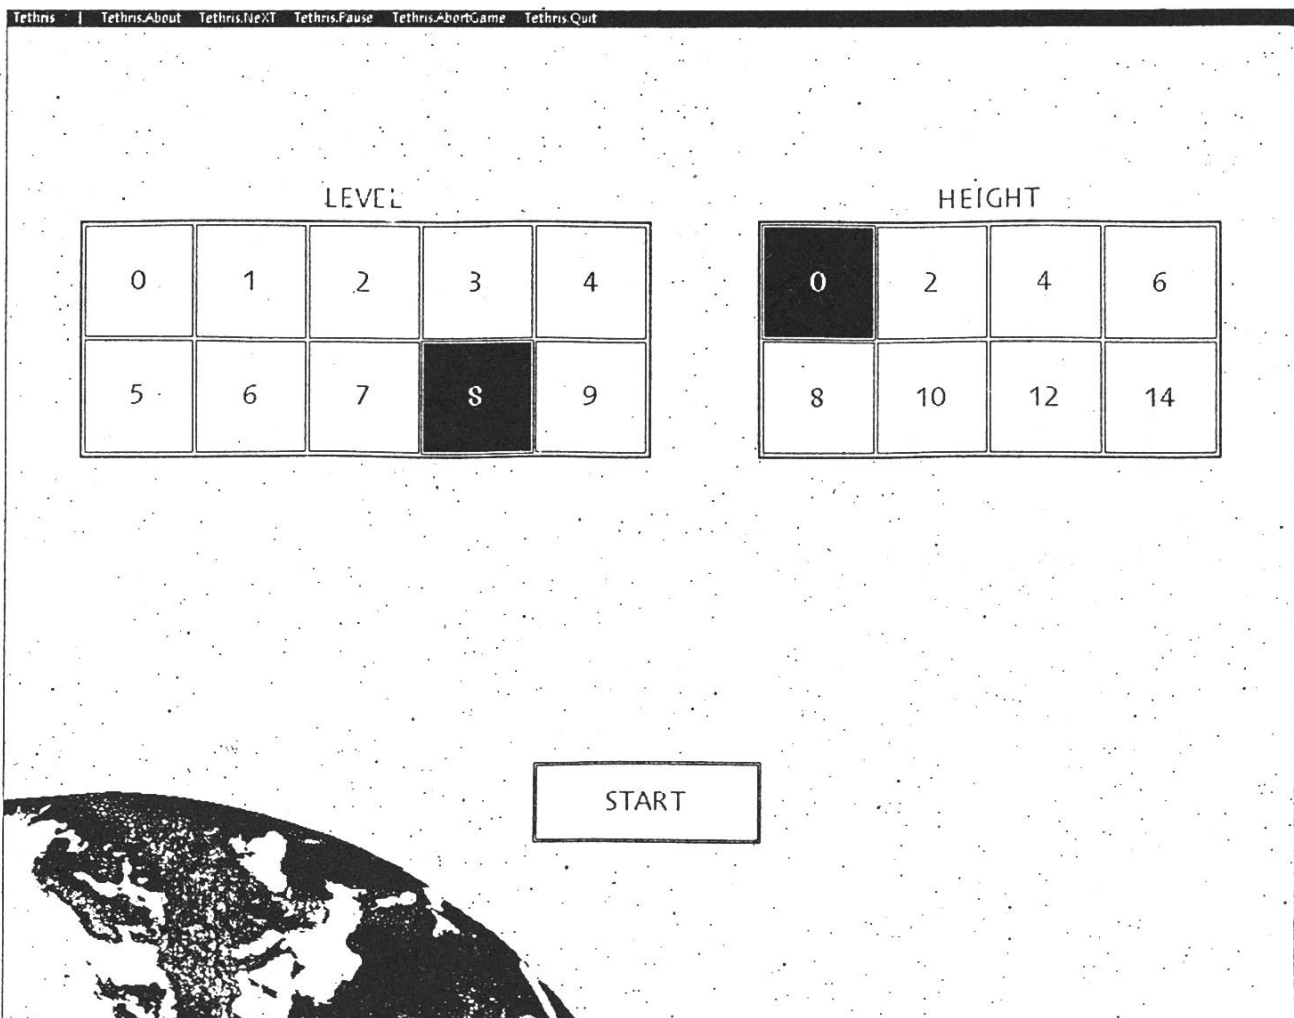 Tethris | Tethris.About Tethris.NeXT Tethris.Pause Tethris.AbortGame Tethris.Quit
LEVEL HEIGHT
0 1 2 3 4 0 2 4 6
5 6 7 8 9 8 10 12 14
START